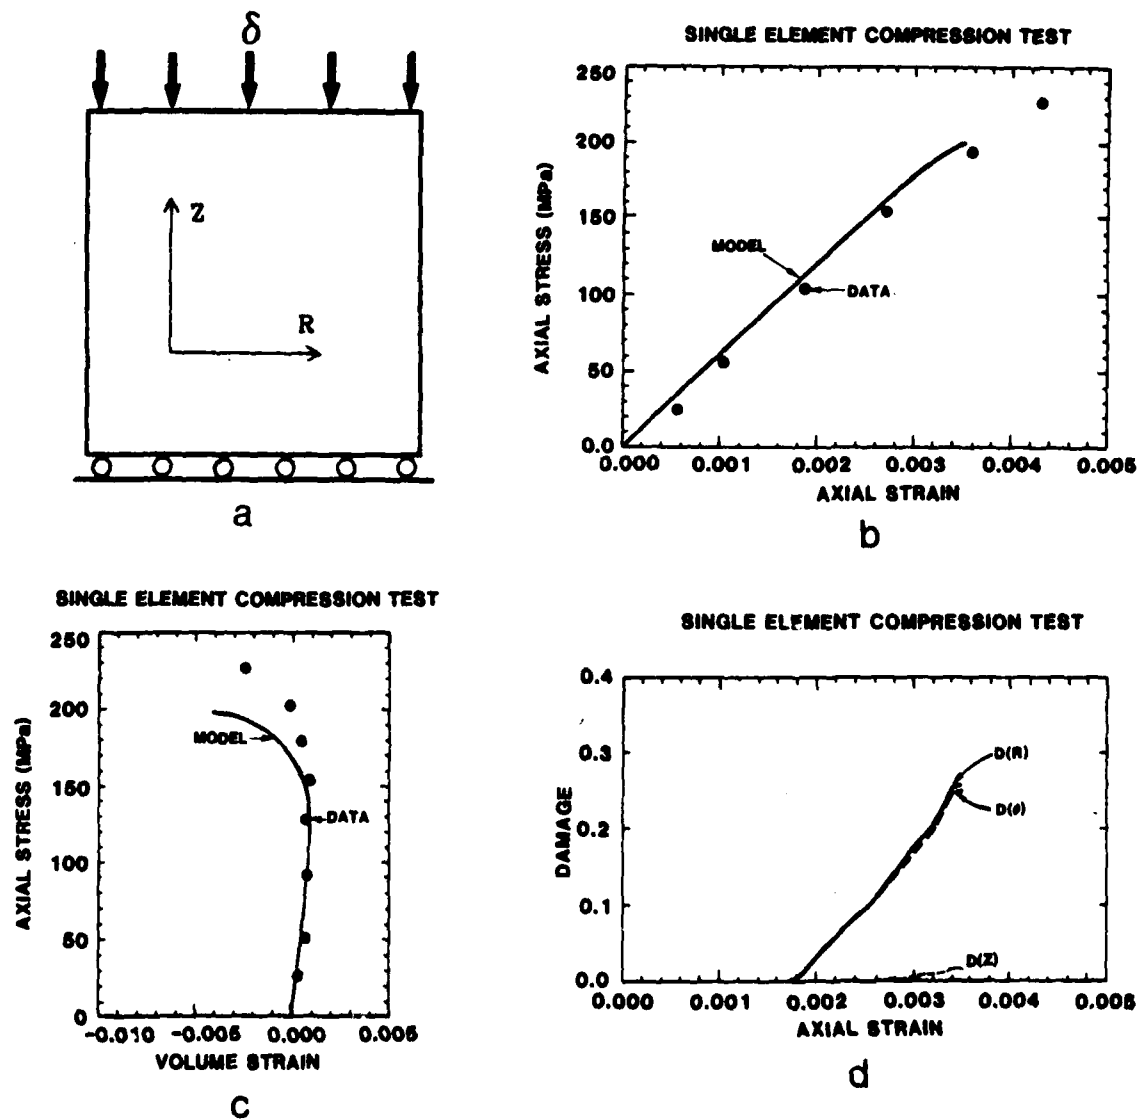 δ
Z
R
a
SINGLE ELEMENT COMPRESSION TEST
AXIAL STRESS (MPa)
250
200
150
100
50
0.0
MODEL
DATA
0.000 0.001 0.002 0.003 0.004 0.005
AXIAL STRAIN
b
SINGLE ELEMENT COMPRESSION TEST
AXIAL STRESS (MPa)
250
200
150
100
50
0
MODEL
DATA
-0.010 -0.005 0.000 0.005
VOLUME STRAIN
c
SINGLE ELEMENT COMPRESSION TEST
DAMAGE
0.4
0.3
0.2
0.1
0.0
D(R)
D(θ)
D(Z)
0.000 0.001 0.002 0.003 0.004 0.005
AXIAL STRAIN
d